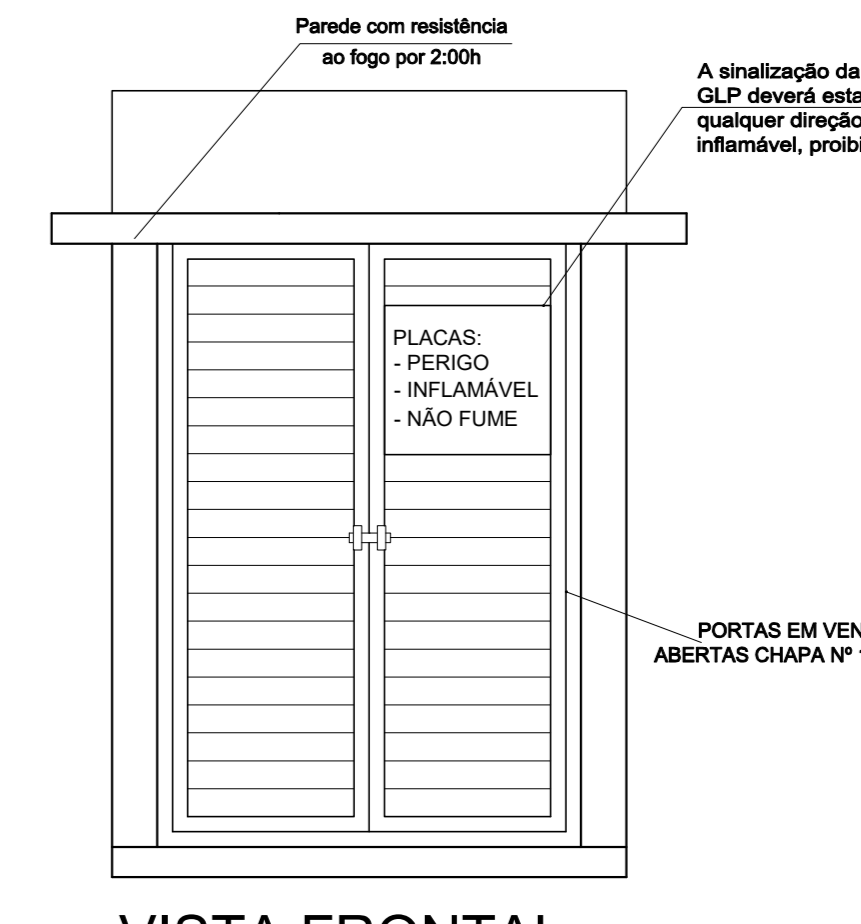 Parede com resistência
ao fogo por 2:00h
A sinalização da
GLP deverá esta
qualquer direção
inflamável, proibi
PLACAS:
- PERIGO
- INFLAMÁVEL
- NÃO FUME
PORTAS EM VEN
ABERTAS CHAPA Nº
VISTA FRONTAL